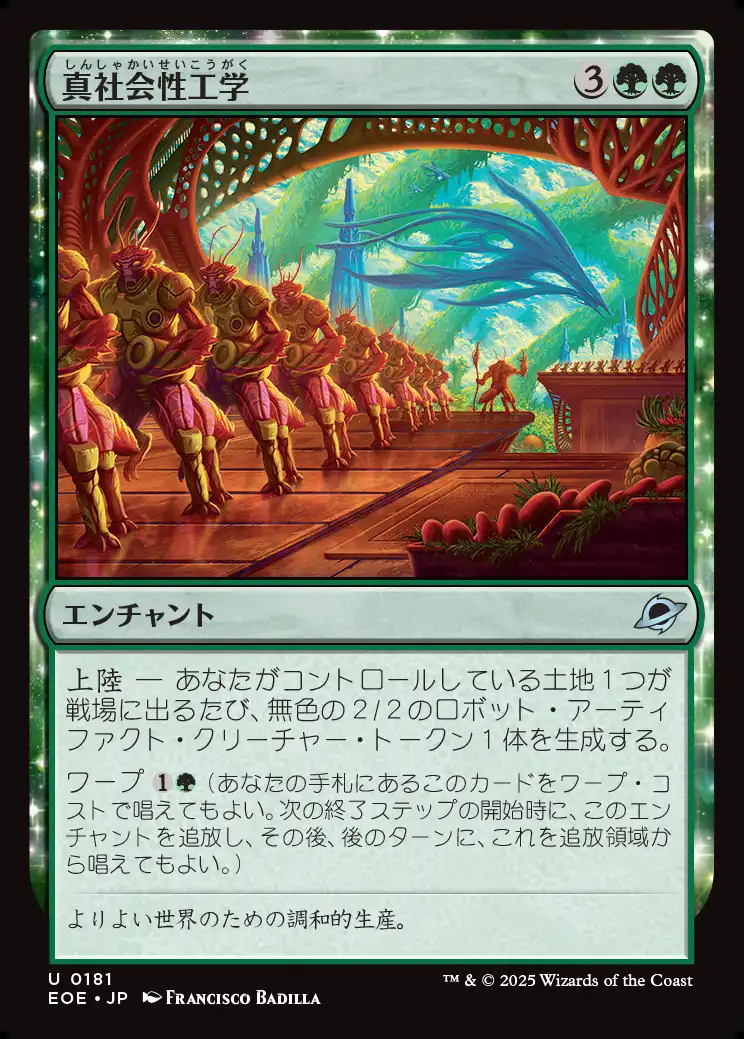 しんしゃかいせいこうがく
真社会性工学
3
エンチャント
上陸 ― あなたがコントロールしている土地1つが
戦場に出るたび、無色の2/2のロボット・アーティ
ファクト・クリーチャー・トークン1体を生成する。
ワープ 1 (あなたの手札にあるこのカードをワープ・コ
ストで唱えてもよい。次の終了ステップの開始時に、このエン
チャントを追放し、その後、後のターンに、これを追放領域か
ら唱えてもよい。)
よりよい世界のための調和的生産。
U 0181
EOE • JP Francisco Badilla
™ & © 2025 Wizards of the Coast